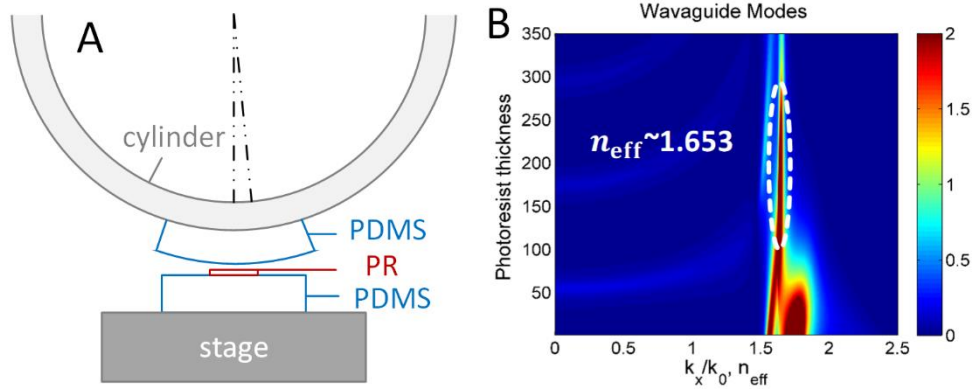 A
cylinder
PDMS
PR
PDMS
stage
B
Wavaguide Modes
Photoresist thickness
350
300
250
200
150
100
50
n_eff~1.653
0
0.5
1
1.5
2
2.5
k_x/k_0, n_eff
2
1.5
1
0.5
0